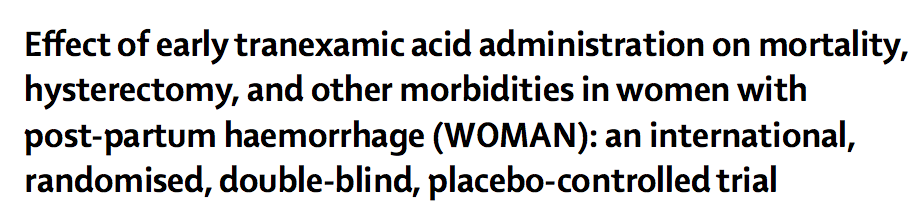 Effect of early tranexamic acid administration on mortality,
hysterectomy, and other morbidities in women with
post-partum haemorrhage (WOMAN): an international,
randomised, double-blind, placebo-controlled trial